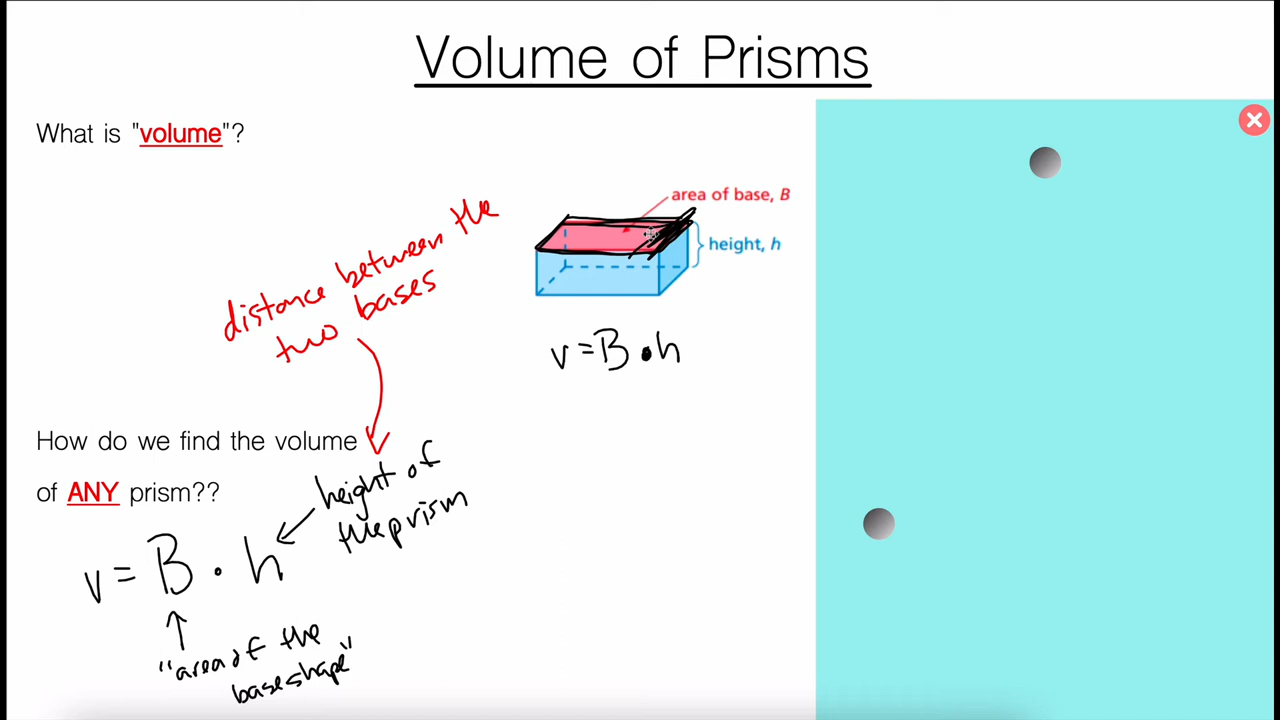 Volume of Prisms
What is "volume"?
area of base, B
height, h
distance between the
two bases
v = B • h
How do we find the volume
of ANY prism??
height of
the prism
v = B · h
"area of the
base shape"